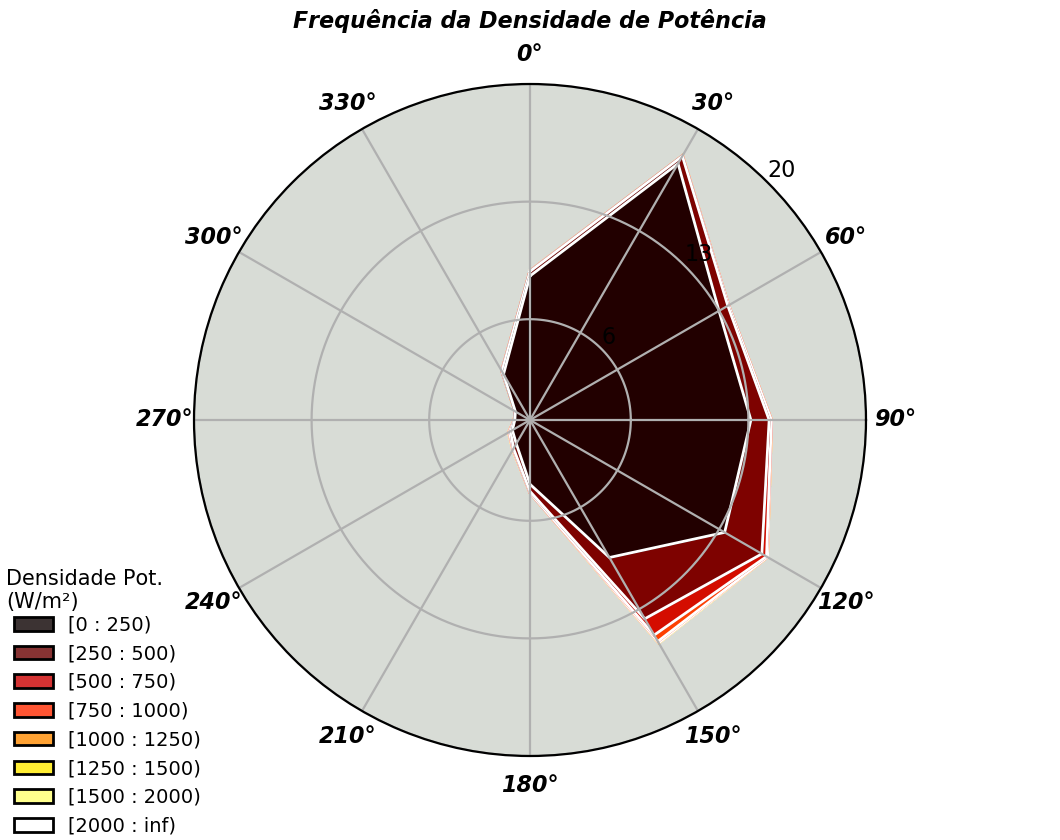 Frequência da Densidade de Potência
0°
330°
30°
20
300°
60°
13
6
270°
90°
240°
120°
210°
150°
180°
Densidade Pot.
(W/m²)
[0 : 250)
[250 : 500)
[500 : 750)
[750 : 1000)
[1000 : 1250)
[1250 : 1500)
[1500 : 2000)
[2000 : inf)